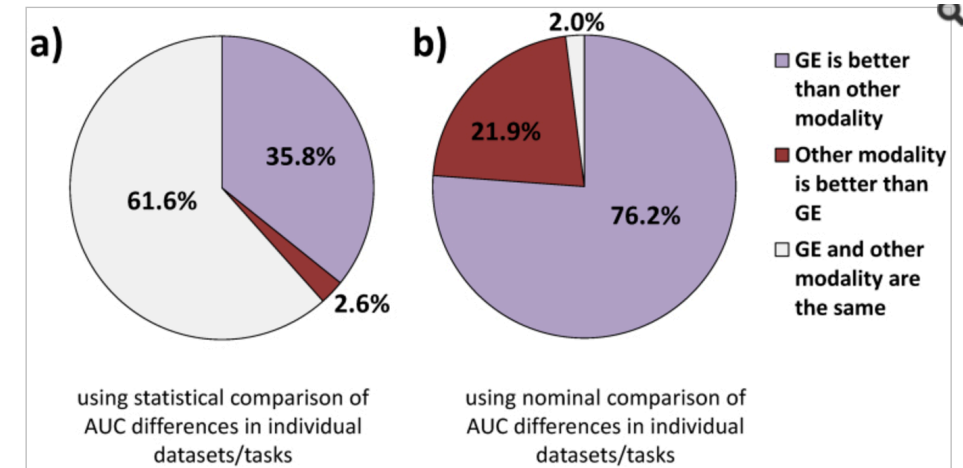 a)
35.8%
61.6%
2.6%
using statistical comparison of
AUC differences in individual
datasets/tasks
b)
2.0%
21.9%
76.2%
using nominal comparison of
AUC differences in individual
datasets/tasks
GE is better
than other
modality
Other modality
is better than
GE
GE and other
modality are
the same